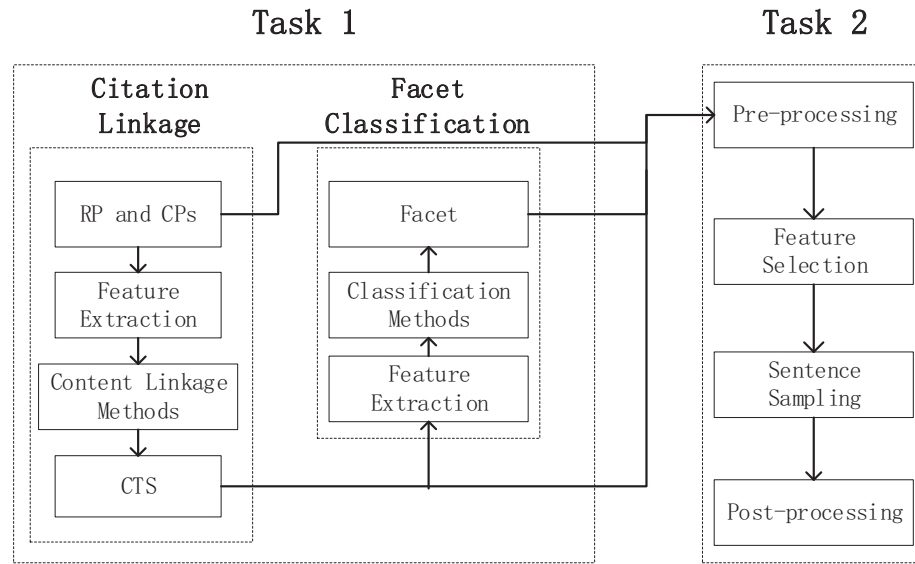 Task 1
Task 2
Citation
Linkage
Facet
Classification
RP and CPs
Feature
Extraction
Content Linkage
Methods
CTS
Facet
Classification
Methods
Feature
Extraction
Pre-processing
Feature
Selection
Sentence
Sampling
Post-processing